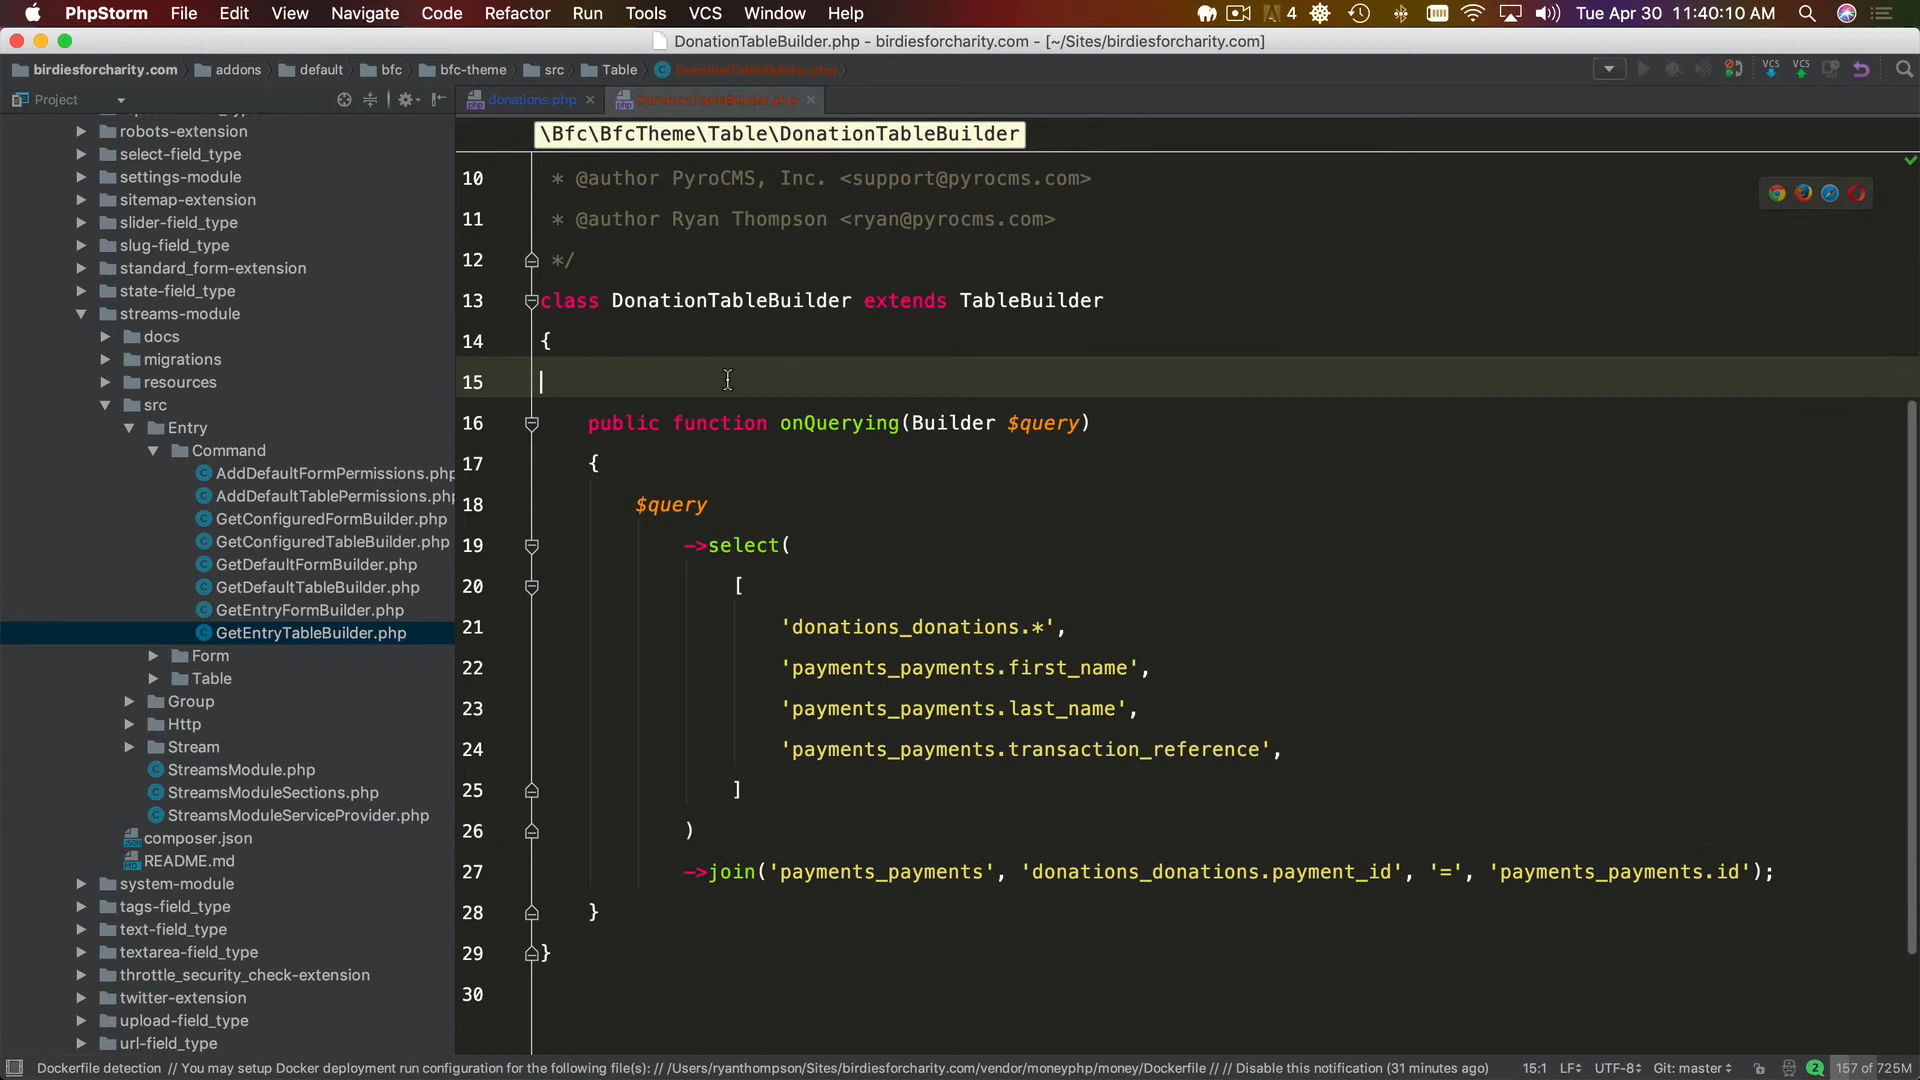 PhpStorm File Edit View Navigate Code Refactor Run Tools VCS Window Help 4 Tue Apr 30 11:40:10 AM
DonationTableBuilder.php - birdiesforcharity.com - [~/Sites/birdiesforcharity.com]
birdiesforcharity.com addons default bfc bfc-theme src Table DonationTableBuilder.php VCS VCS
Project donations.php DonationTableBuilder.php
\Bfc\BfcTheme\Table\DonationTableBuilder
robots-extension
select-field_type
settings-module
sitemap-extension
slider-field_type
slug-field_type
standard_form-extension
state-field_type
streams-module
docs
migrations
resources
src
Entry
Command
AddDefaultFormPermissions.php
AddDefaultTablePermissions.php
GetConfiguredFormBuilder.php
GetConfiguredTableBuilder.php
GetDefaultFormBuilder.php
GetDefaultTableBuilder.php
GetEntryFormBuilder.php
GetEntryTableBuilder.php
Form
Table
Group
Http
Stream
StreamsModule.php
StreamsModuleSections.php
StreamsModuleServiceProvider.php
composer.json
README.md
system-module
tags-field_type
text-field_type
textarea-field_type
throttle_security_check-extension
twitter-extension
upload-field_type
url-field_type
10 * @author PyroCMS, Inc. <support@pyrocms.com>
11 * @author Ryan Thompson <ryan@pyrocms.com>
12 */
13 class DonationTableBuilder extends TableBuilder
14 {
15
16 public function onQuerying(Builder $query)
17 {
18 $query
19 ->select(
20 [
21 'donations_donations.*',
22 'payments_payments.first_name',
23 'payments_payments.last_name',
24 'payments_payments.transaction_reference',
25 ]
26 )
27 ->join('payments_payments', 'donations_donations.payment_id', '=', 'payments_payments.id');
28 }
29 }
30
Dockerfile detection // You may setup Docker deployment run configuration for the following file(s): // /Users/ryanthompson/Sites/birdiesforcharity.com/vendor/moneyphp/money/Dockerfile // // Disable this notification (31 minutes ago) 15:1 LF UTF-8 Git: master 2 157 of 725M